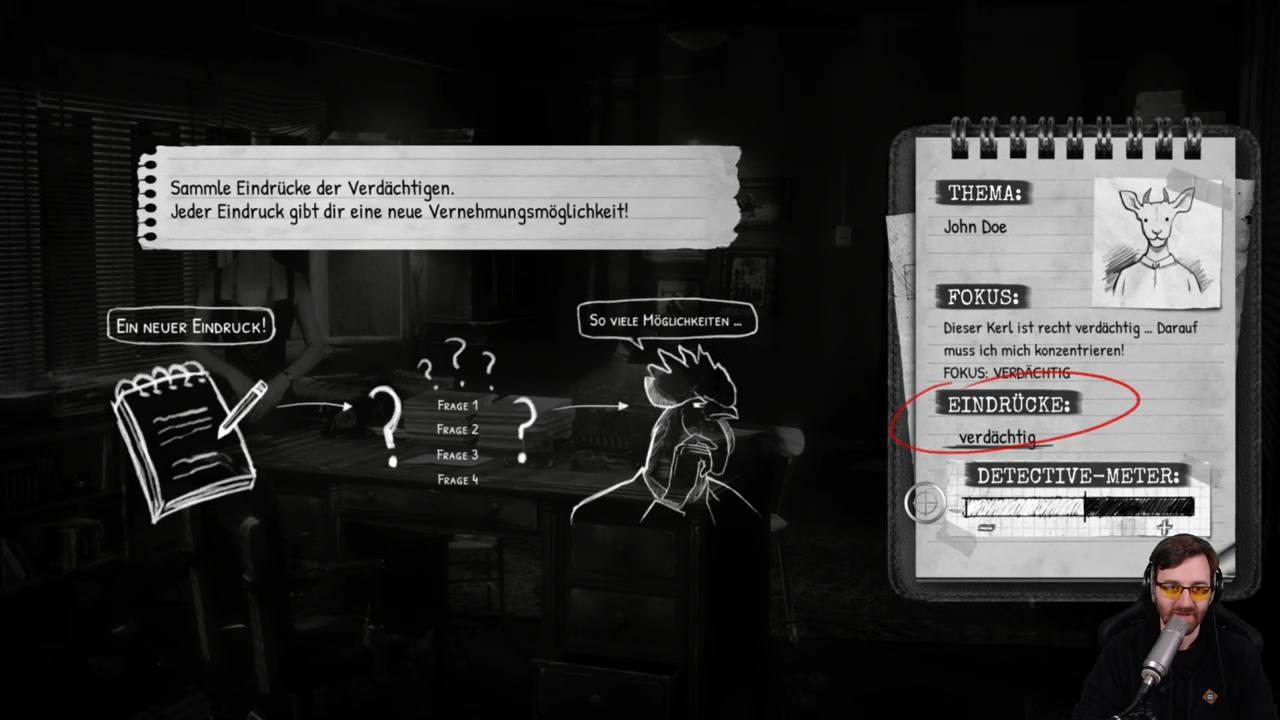 Sammle Eindrücke der Verdächtigen.
Jeder Eindruck gibt dir eine neue Vernehmungsmöglichkeit!
EIN NEUER EINDRUCK!
FRAGE 1
FRAGE 2
FRAGE 3
FRAGE 4
SO VIELE MÖGLICHKEITEN ...
THEMA:
John Doe
FOKUS:
Dieser Kerl ist recht verdächtig ... Darauf
muss ich mich konzentrieren!
FOKUS: VERDÄCHTIG
EINDRÜCKE:
verdächtig
DETECTIVE-METER: